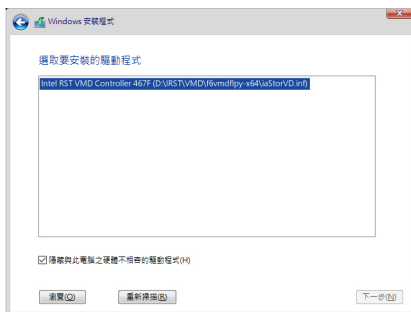 Windows 安裝程式
選取要安裝的驅動程式
Intel RST VMD Controller 467F (D:\IRST\VMD\f6vmdflpy-x64\iaStorVD.inf)
隱藏與此電腦之硬體不相容的驅動程式(H)
瀏覽(O)
重新掃描(R)
下一步(N)